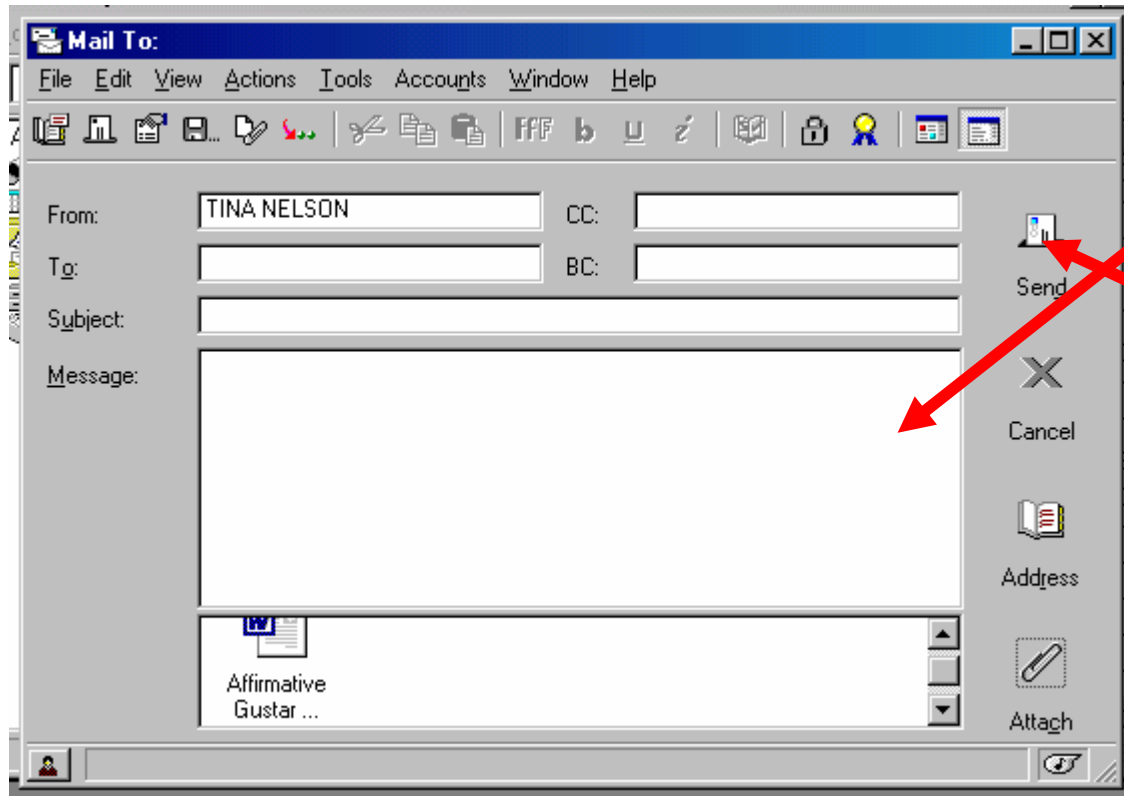 Mail To:
File Edit View Actions Tools Accounts Window Help
From: TINA NELSON CC:
To: BC:
Send
Subject:
Message:
Cancel
Address
W
Affirmative
Gustar ...
Attach